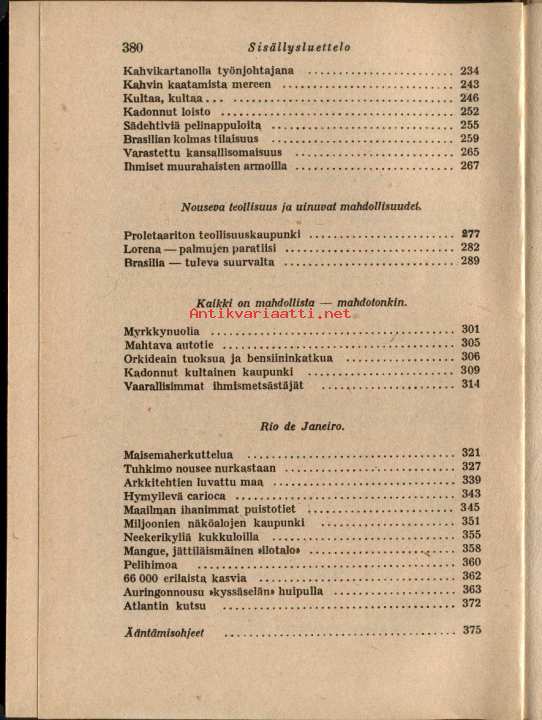 380 Sisällysluettelo
Kahvikartanolla työnjohtajana ........................ 234
Kahvin kaatamista mereen ............................ 243
Kultaa, kultaa... .................................... 246
Kadonnut loisto ...................................... 252
Sädehtiviä pelinappuloita ............................. 255
Brasilian kolmas tilaisuus ............................. 259
Varastettu kansallisomaisuus .......................... 265
Ihmiset muurahaisten armoilla ......................... 267
Nouseva teollisuus ja uinuvat mahdollisuudet.
Proletaariton teollisuuskaupunki ....................... 277
Lorena — palmujen paratiisi ........................... 282
Brasilia — tuleva suurvalta ............................ 289
Kaikki on mahdollista — mahdotonkin.
Antikvariaatti.net
Myrkkynuolia ........................................ 301
Mahtava autotie ...................................... 305
Orkideain tuoksua ja bensiininkatkua .................. 306
Kadonnut kultainen kaupunki ......................... 309
Vaarallisimmat ihmismetsästäjät ....................... 314
Rio de Janeiro.
Maisemaherkuttelua ................................... 321
Tuhkimo nousee nurkastaan ........................... 327
Arkkitehtien luvattu maa .............................. 339
Hymyilevä carioca .................................... 343
Maailman ihanimmat puistotiet ........................ 345
Miljoonien näköalojen kaupunki ....................... 351
Neekerikyliä kukkuloilla ............................... 355
Mangue, jättiläismäinen »ilotalo» ....................... 358
Pelihimoa ............................................ 360
66 000 erilaista kasvia ................................. 362
Auringonnousu »kyssäselän» huipulla .................. 363
Atlantin kutsu ........................................ 372
Ääntämisohjeet ....................................... 375